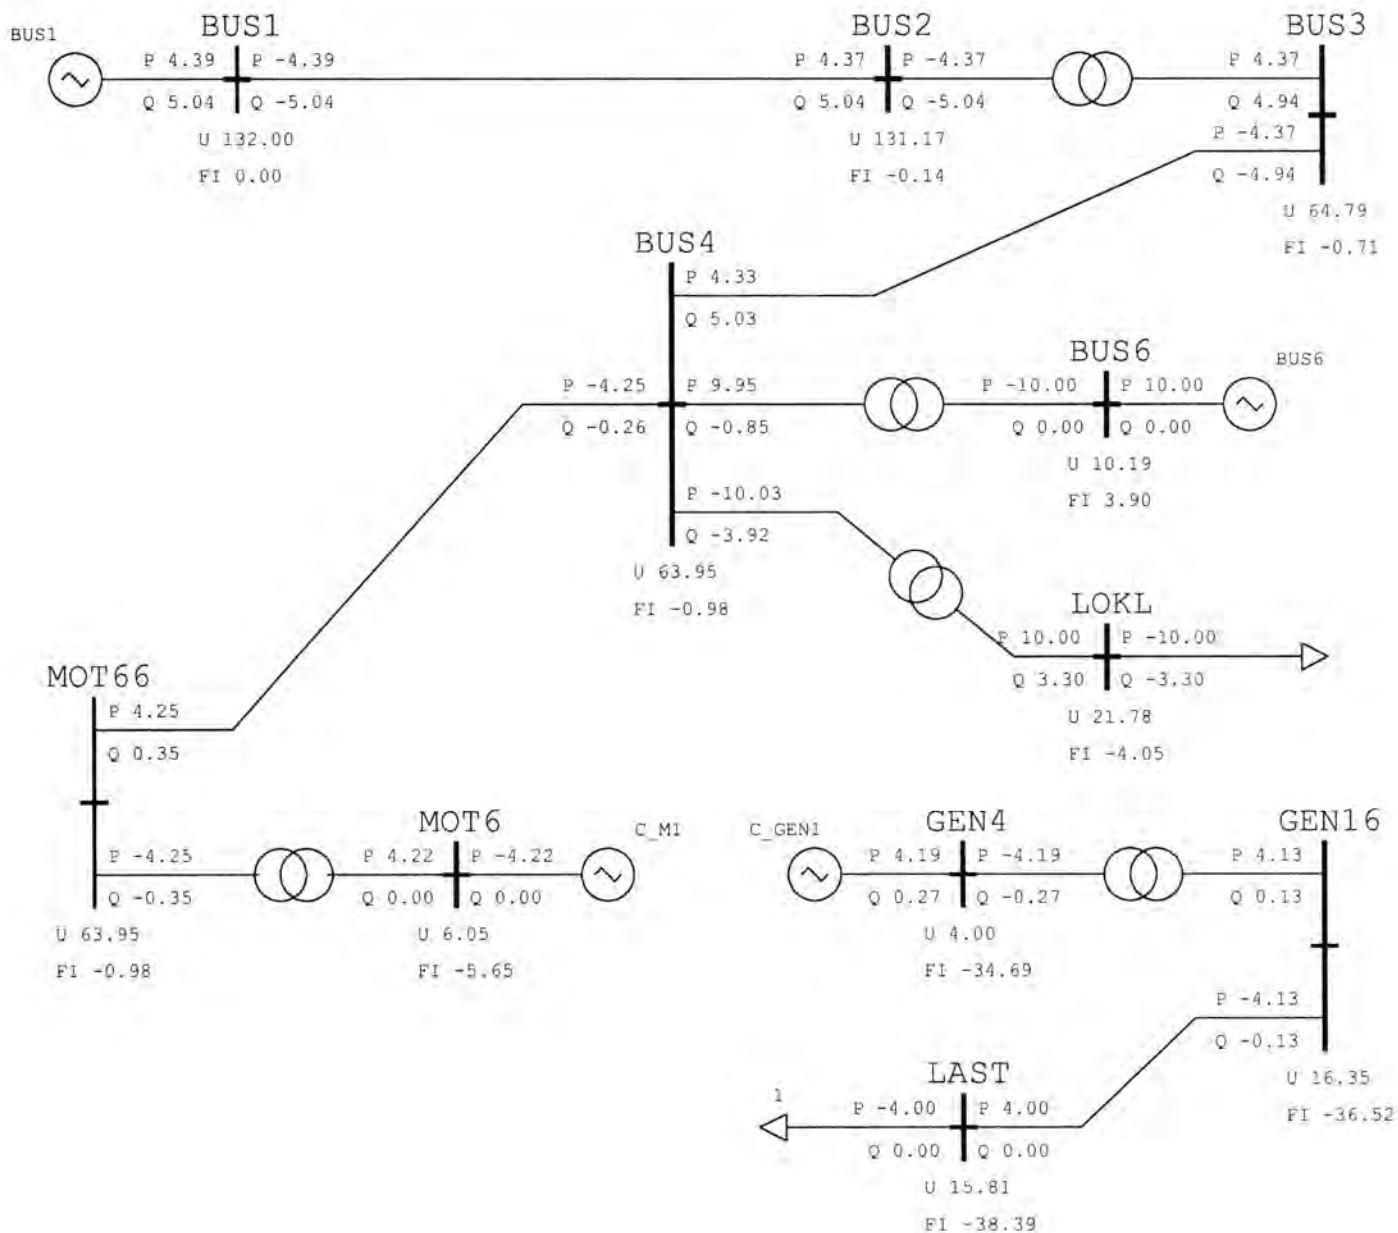 BUS1
BUS1
P 4.39 P -4.39
Q 5.04 Q -5.04
U 132.00
FI 0.00
BUS2
P 4.37 P -4.37
Q 5.04 Q -5.04
U 131.17
FI -0.14
BUS3
P 4.37
Q 4.94
P -4.37
Q -4.94
U 64.79
FI -0.71
BUS4
P 4.33
Q 5.03
P -4.25 P 9.95
Q -0.26 Q -0.85
P -10.03
Q -3.92
U 63.95
FI -0.98
BUS6
BUS6
P -10.00 P 10.00
Q 0.00 Q 0.00
U 10.19
FI 3.90
LOKL
P 10.00 P -10.00
Q 3.30 Q -3.30
U 21.78
FI -4.05
MOT66
P 4.25
Q 0.35
P -4.25
Q -0.35
U 63.95
FI -0.98
MOT6
C_M1
P 4.22 P -4.22
Q 0.00 Q 0.00
U 6.05
FI -5.65
C_GEN1
GEN4
P 4.19 P -4.19
Q 0.27 Q -0.27
U 4.00
FI -34.69
GEN16
P 4.13
Q 0.13
P -4.13
Q -0.13
U 16.35
FI -36.52
LAST
1
P -4.00 P 4.00
Q 0.00 Q 0.00
U 15.81
FI -38.39